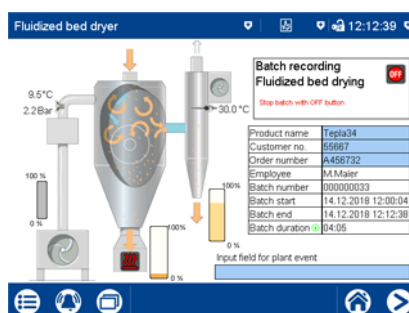 Fluidized bed dryer 12:12:39
Batch recording
Fluidized bed drying
OFF
Stop batch with OFF button
9.5°C
2.2Bar
30.0 °C
Product name Tepla34
Customer no. 55667
Order number A456732
Employee M.Maier
Batch number 000000033
Batch start 14.12.2018 12:00:04
Batch end 14.12.2018 12:12:38
Batch duration 04:05
100 %
0 %
100%
0 %
100%
0 %
Input field for plant event